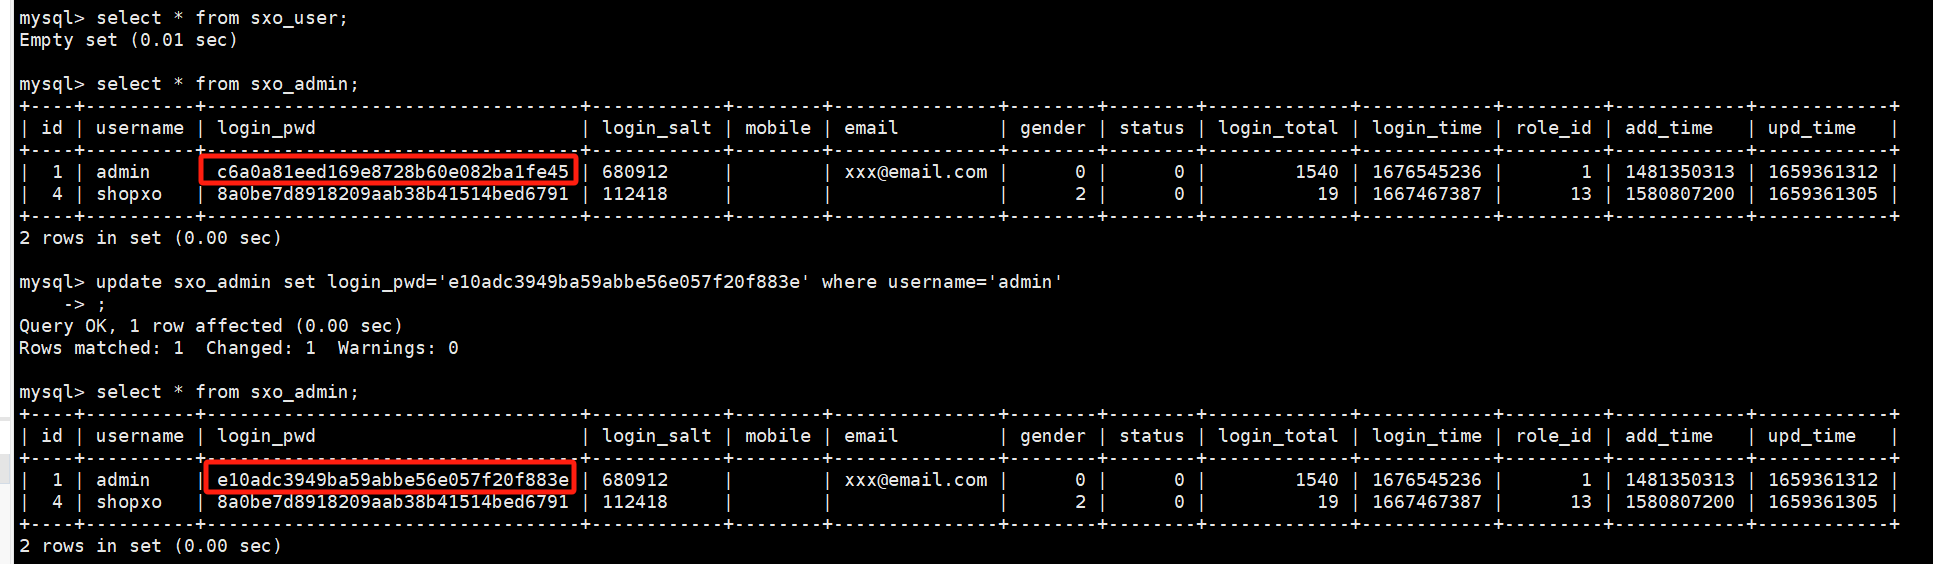 mysql> select * from sxo_user;
Empty set (0.01 sec)
mysql> select * from sxo_admin;
+----+----------+----------------------------------+------------+--------+---------------+--------+--------+-------------+------------+---------+------------+------------+
| id | username | login_pwd                        | login_salt | mobile | email         | gender | status | login_total | login_time | role_id | add_time   | upd_time   |
+----+----------+----------------------------------+------------+--------+---------------+--------+--------+-------------+------------+---------+------------+------------+
|  1 | admin    | c6a0a81eed169e8728b60e082ba1fe45 | 680912     |        | xxx@email.com |      0 |      0 |        1540 | 1676545236 |       1 | 1481350313 | 1659361312 |
|  4 | shopxo   | 8a0be7d8918209aab38b41514bed6791 | 112418     |        |               |      2 |      0 |          19 | 1667467387 |      13 | 1580807200 | 1659361305 |
+----+----------+----------------------------------+------------+--------+---------------+--------+--------+-------------+------------+---------+------------+------------+
2 rows in set (0.00 sec)
mysql> update sxo_admin set login_pwd='e10adc3949ba59abbe56e057f20f883e' where username='admin'
    -> ;
Query OK, 1 row affected (0.00 sec)
Rows matched: 1  Changed: 1  Warnings: 0
mysql> select * from sxo_admin;
+----+----------+----------------------------------+------------+--------+---------------+--------+--------+-------------+------------+---------+------------+------------+
| id | username | login_pwd                        | login_salt | mobile | email         | gender | status | login_total | login_time | role_id | add_time   | upd_time   |
+----+----------+----------------------------------+------------+--------+---------------+--------+--------+-------------+------------+---------+------------+------------+
|  1 | admin    | e10adc3949ba59abbe56e057f20f883e | 680912     |        | xxx@email.com |      0 |      0 |        1540 | 1676545236 |       1 | 1481350313 | 1659361312 |
|  4 | shopxo   | 8a0be7d8918209aab38b41514bed6791 | 112418     |        |               |      2 |      0 |          19 | 1667467387 |      13 | 1580807200 | 1659361305 |
+----+----------+----------------------------------+------------+--------+---------------+--------+--------+-------------+------------+---------+------------+------------+
2 rows in set (0.00 sec)